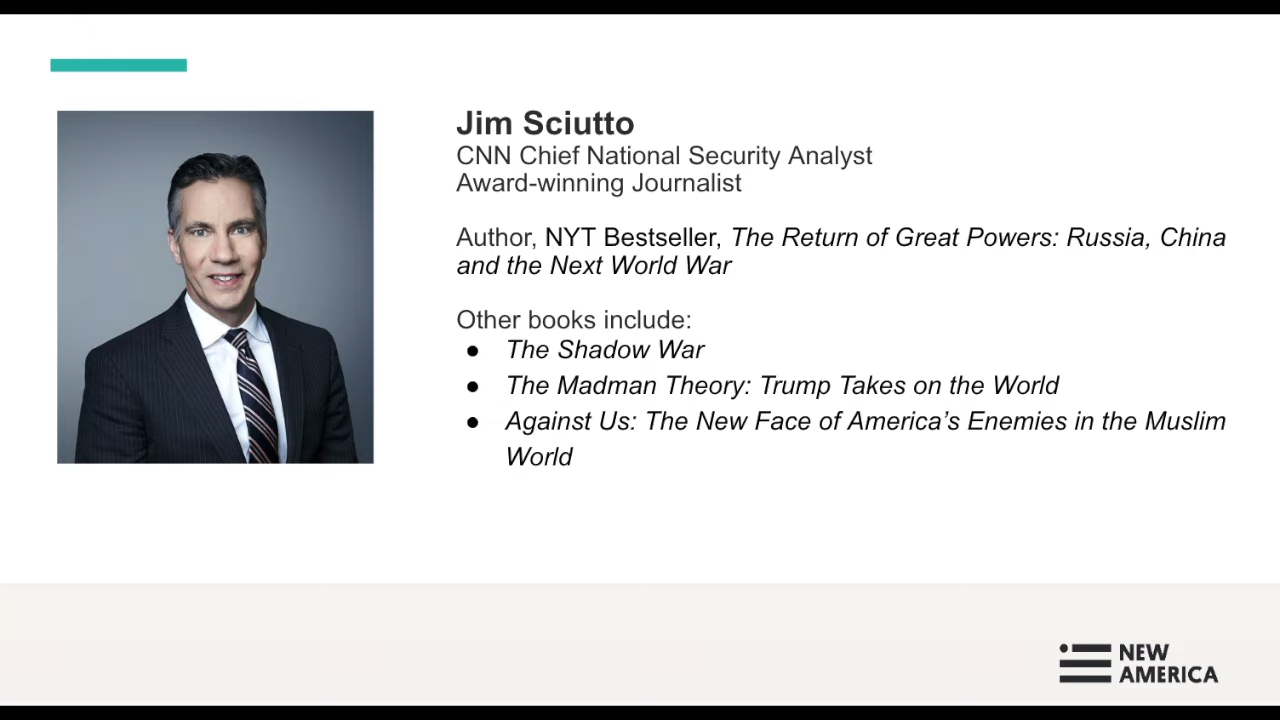 Jim Sciutto
CNN Chief National Security Analyst
Award-winning Journalist
Author, NYT Bestseller, The Return of Great Powers: Russia, China
and the Next World War
Other books include:
● The Shadow War
● The Madman Theory: Trump Takes on the World
● Against Us: The New Face of America’s Enemies in the Muslim
World
NEW
AMERICA